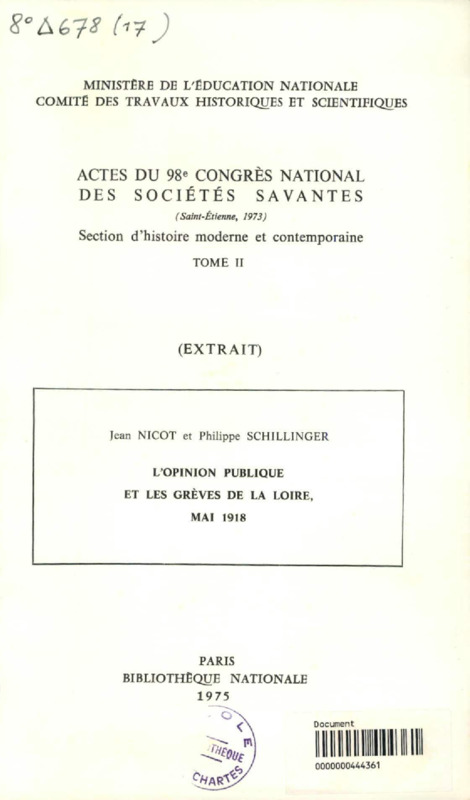 8° Δ 678 (17)
MINISTÈRE DE L'ÉDUCATION NATIONALE
COMITÉ DES TRAVAUX HISTORIQUES ET SCIENTIFIQUES
ACTES DU 98e CONGRÈS NATIONAL
DES SOCIÉTÉS SAVANTES
(Saint-Étienne, 1973)
Section d'histoire moderne et contemporaine
TOME II
(EXTRAIT)
Jean NICOT et Philippe SCHILLINGER
L'OPINION PUBLIQUE
ET LES GRÈVES DE LA LOIRE,
MAI 1918
PARIS
BIBLIOTHÈQUE NATIONALE
1975
CHARTES
Document
0000000444361